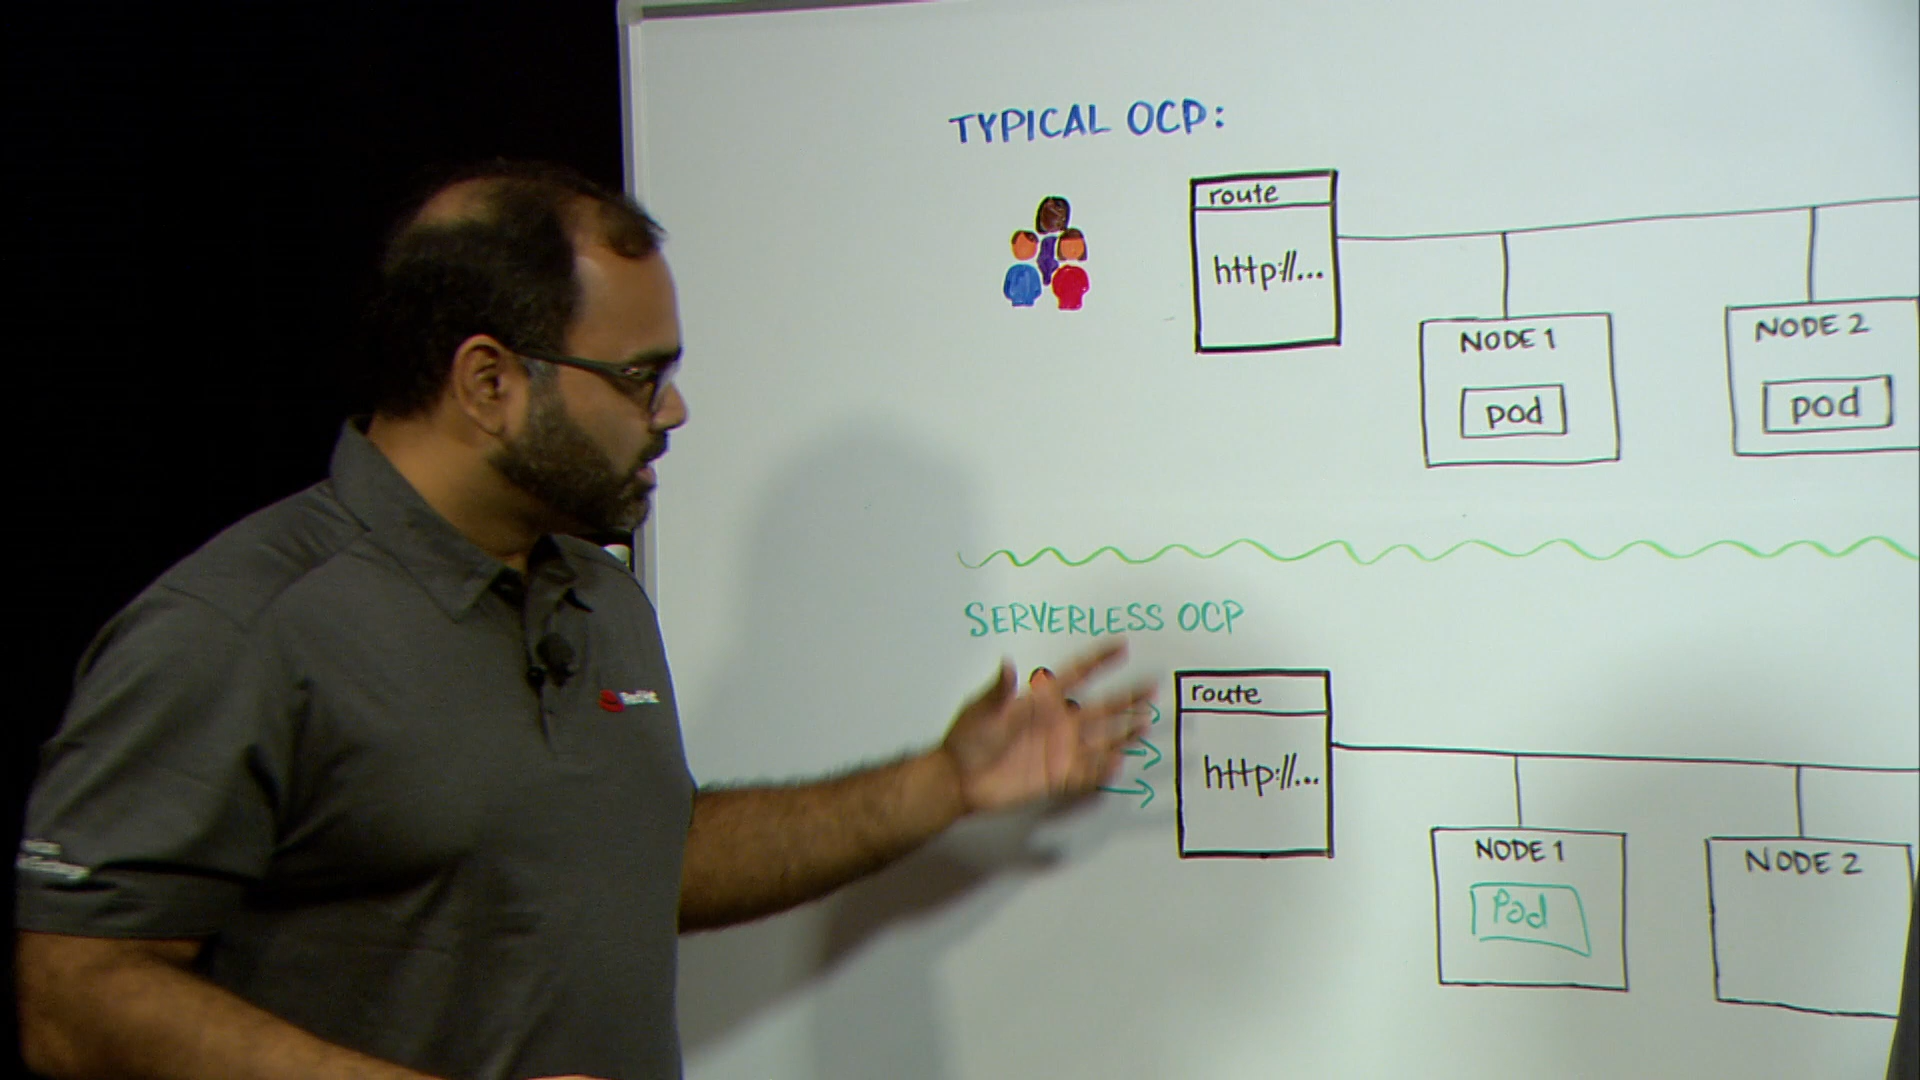 TYPICAL OCP:
route
http://...
NODE 1
pod
NODE 2
pod
SERVERLESS OCP
route
http://...
NODE 1
Pod
NODE 2